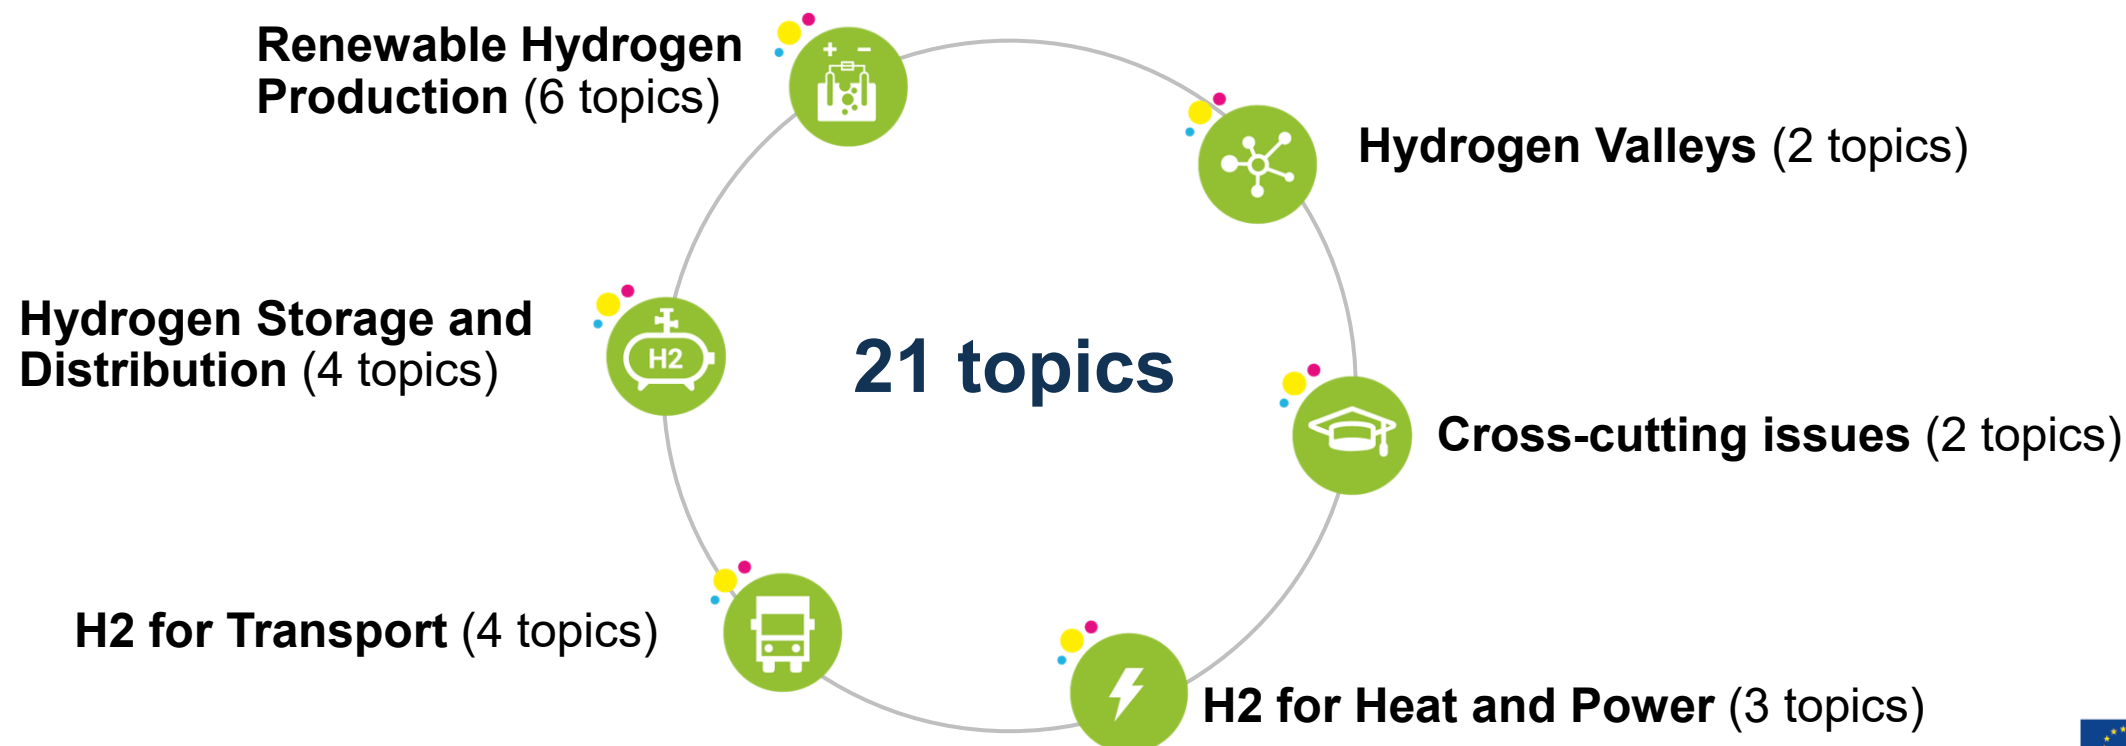 Renewable Hydrogen
Production (6 topics)
+ −
Hydrogen Valleys (2 topics)
Hydrogen Storage and
Distribution (4 topics)
H2
21 topics
Cross-cutting issues (2 topics)
H2 for Transport (4 topics)
H2 for Heat and Power (3 topics)